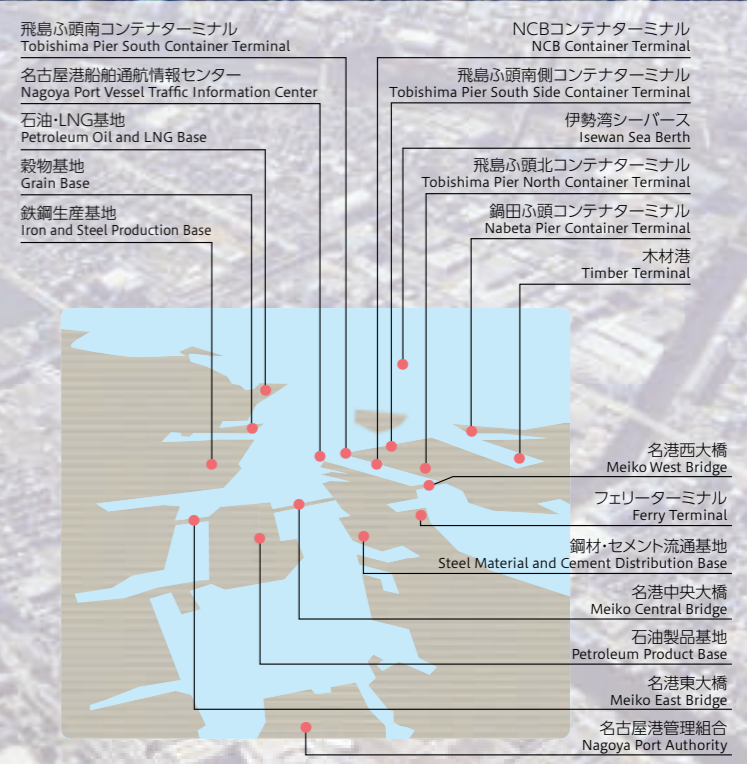 飛島ふ頭南コンテナターミナル
Tobishima Pier South Container Terminal
名古屋港船舶通航情報センター
Nagoya Port Vessel Traffic Information Center
石油・LNG基地
Petroleum Oil and LNG Base
穀物基地
Grain Base
鉄鋼生産基地
Iron and Steel Production Base
NCBコンテナターミナル
NCB Container Terminal
飛島ふ頭南側コンテナターミナル
Tobishima Pier South Side Container Terminal
伊勢湾シーバース
Isewan Sea Berth
飛島ふ頭北コンテナターミナル
Tobishima Pier North Container Terminal
鍋田ふ頭コンテナターミナル
Nabeta Pier Container Terminal
木材港
Timber Terminal
名港西大橋
Meiko West Bridge
フェリーターミナル
Ferry Terminal
鋼材・セメント流通基地
Steel Material and Cement Distribution Base
名港中央大橋
Meiko Central Bridge
石油製品基地
Petroleum Product Base
名港東大橋
Meiko East Bridge
名古屋港管理組合
Nagoya Port Authority